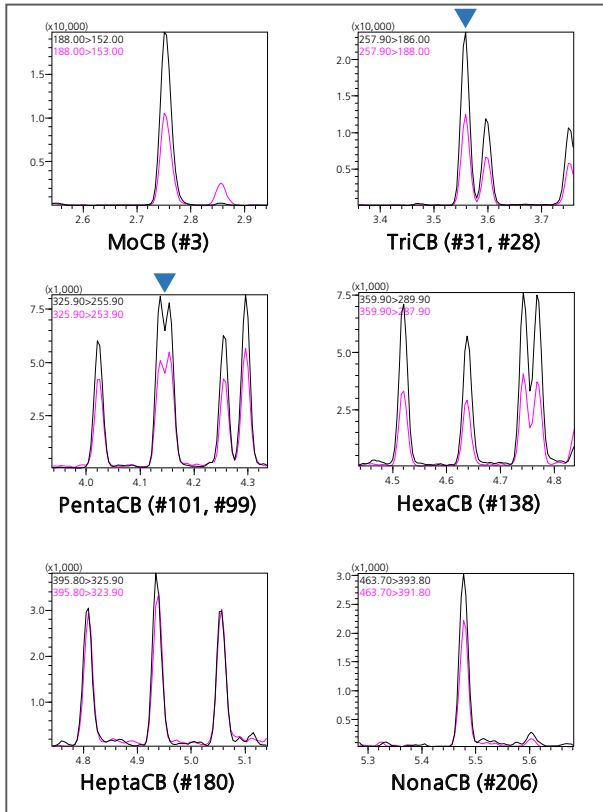 (x10,000)
188.00>152.00
188.00>153.00
1.5
1.0
0.5
2.6 2.7 2.8 2.9
MoCB (#3)
(x10,000)
257.90>186.00
257.90>188.00
2.0
1.5
1.0
0.5
3.4 3.5 3.6 3.7
TriCB (#31, #28)
(x1,000)
325.90>255.90
325.90>253.90
7.5
5.0
2.5
4.0 4.1 4.2 4.3
PentaCB (#101, #99)
(x1,000)
359.90>289.90
359.90>287.90
7.5
5.0
2.5
4.5 4.6 4.7 4.8
HexaCB (#138)
(x1,000)
395.80>325.90
395.80>323.90
3.0
2.0
1.0
4.8 4.9 5.0 5.1
HeptaCB (#180)
(x1,000)
463.70>393.80
463.70>391.80
3.0
2.5
2.0
1.5
1.0
0.5
5.3 5.4 5.5 5.6
NonaCB (#206)